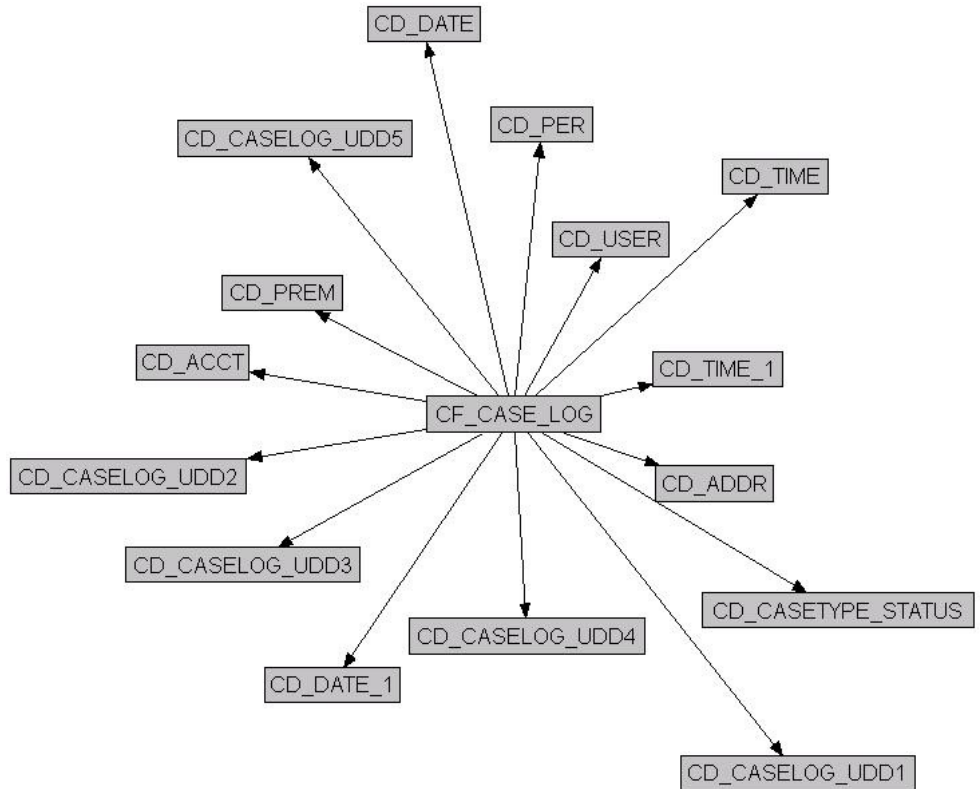 CD_DATE
CD_PER
CD_CASELOG_UDD5
CD_TIME
CD_USER
CD_PREM
CD_ACCT
CD_TIME_1
CF_CASE_LOG
CD_CASELOG_UDD2
CD_ADDR
CD_CASELOG_UDD3
CD_CASETYPE_STATUS
CD_CASELOG_UDD4
CD_DATE_1
CD_CASELOG_UDD1